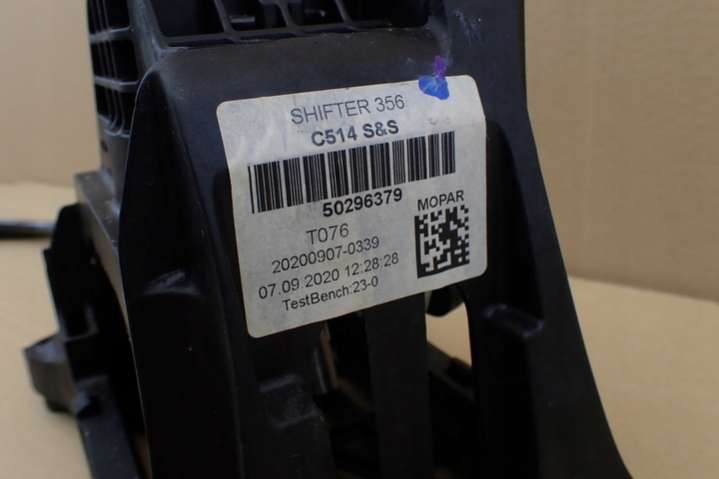 SHIFTER 356
C514 S&S
50296379
MOPAR
T076
20200907-0339
07.09.2020 12:28:28
TestBench:23-0